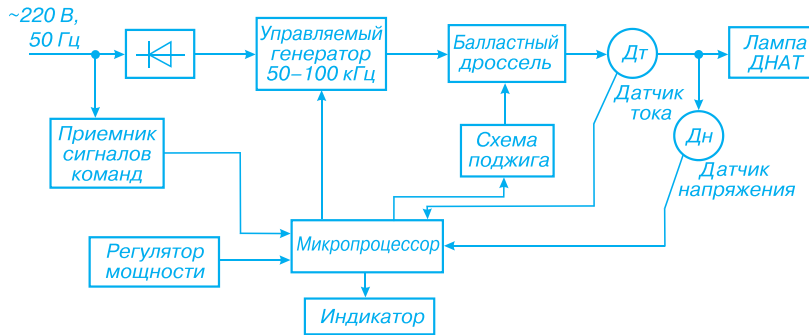 ~220 В,
50 Гц
Управляемый
генератор
50–100 кГц
Балластный
дроссель
Дт
Лампа
ДНАТ
Датчик
тока
Дн
Датчик
напряжения
Приемник
сигналов
команд
Схема
поджига
Микропроцессор
Регулятор
мощности
Индикатор